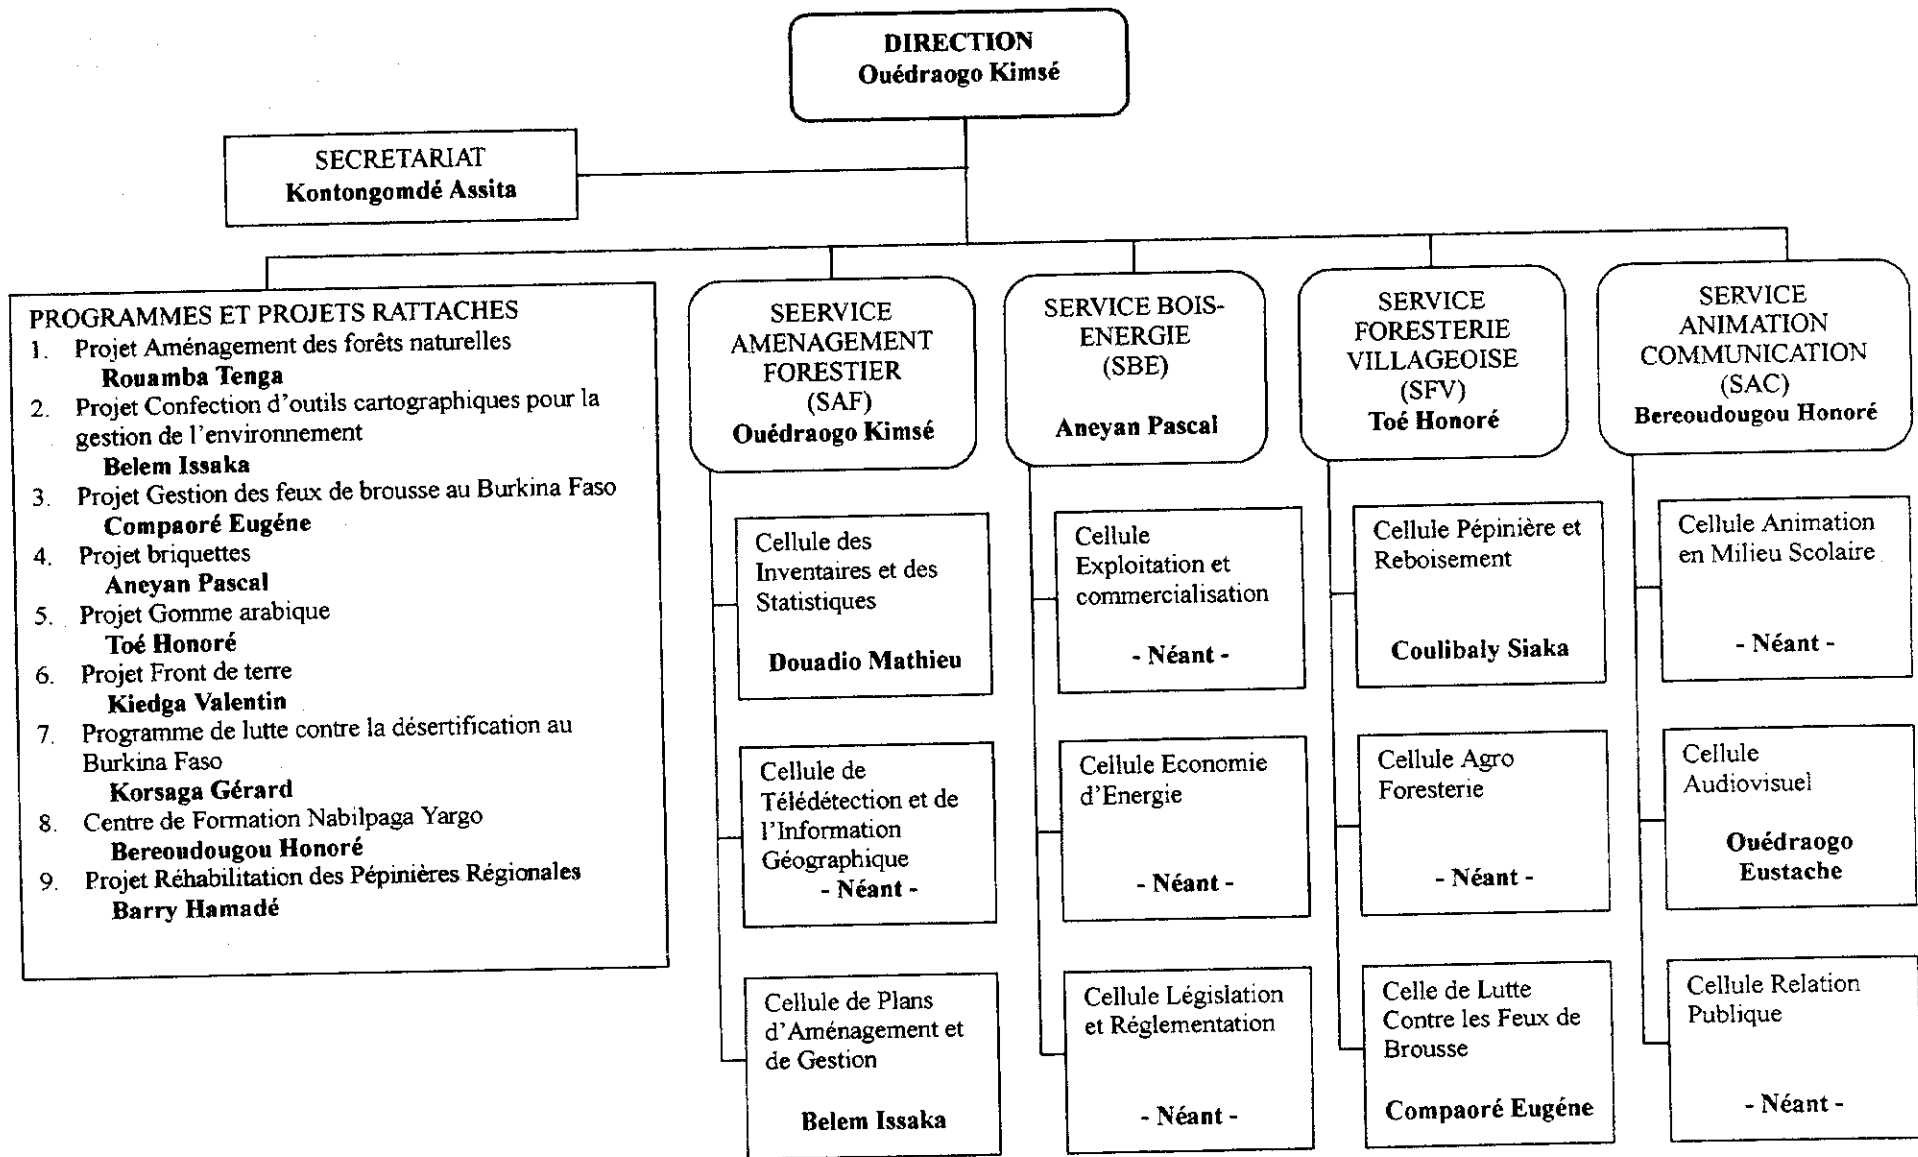 DIRECTION
Ouédraogo Kimsé
SECRETARIAT
Kontongomdé Assita
PROGRAMMES ET PROJETS RATTACHES
1. Projet Aménagement des forêts naturelles
Rouamba Tenga
2. Projet Confection d'outils cartographiques pour la
gestion de l'environnement
Belem Issaka
3. Projet Gestion des feux de brousse au Burkina Faso
Compaoré Eugéne
4. Projet briquettes
Aneyan Pascal
5. Projet Gomme arabique
Toé Honoré
6. Projet Front de terre
Kiedga Valentin
7. Programme de lutte contre la désertification au
Burkina Faso
Korsaga Gérard
8. Centre de Formation Nabilpaga Yargo
Bereoudougou Honoré
9. Projet Réhabilitation des Pépinières Régionales
Barry Hamadé
SEERVICE
AMENAGEMENT
FORESTIER
(SAF)
Ouédraogo Kimsé
Cellule des
Inventaires et des
Statistiques
Douadio Mathieu
Cellule de
Télédétection et de
l'Information
Géographique
- Néant -
Cellule de Plans
d'Aménagement et
de Gestion
Belem Issaka
SERVICE BOIS-
ENERGIE
(SBE)
Aneyan Pascal
Cellule
Exploitation et
commercialisation
- Néant -
Cellule Economie
d'Energie
- Néant -
Cellule Législation
et Réglementation
- Néant -
SERVICE
FORESTERIE
VILLAGEOISE
(SFV)
Toé Honoré
Cellule Pépinière et
Reboisement
Coulibaly Siaka
Cellule Agro
Foresterie
- Néant -
Celle de Lutte
Contre les Feux de
Brousse
Compaoré Eugéne
SERVICE
ANIMATION
COMMUNICATION
(SAC)
Bereoudougou Honoré
Cellule Animation
en Milieu Scolaire
- Néant -
Cellule
Audiovisuel
Ouédraogo
Eustache
Cellule Relation
Publique
- Néant -